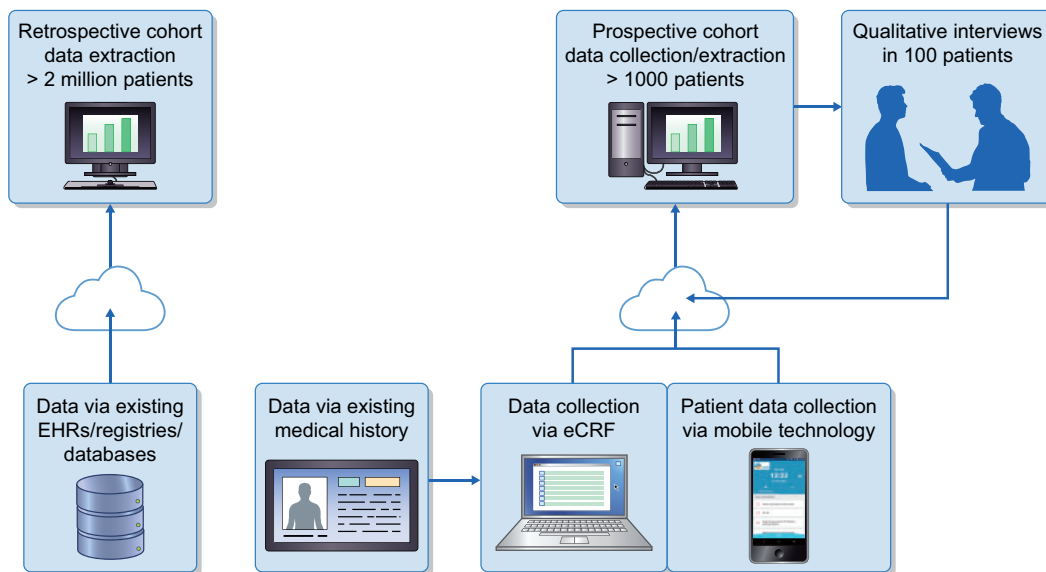 Retrospective cohort
data extraction
> 2 million patients
Prospective cohort
data collection/extraction
> 1000 patients
Qualitative interviews
in 100 patients
Data via existing
EHRs/registries/
databases
Data via existing
medical history
Data collection
via eCRF
Patient data collection
via mobile technology